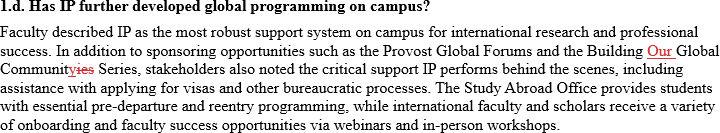 1.d. Has IP further developed global programming on campus?
Faculty described IP as the most robust support system on campus for international research and professional
success. In addition to sponsoring opportunities such as the Provost Global Forums and the Building Our Global
Communityies Series, stakeholders also noted the critical support IP performs behind the scenes, including
assistance with applying for visas and other bureaucratic processes. The Study Abroad Office provides students
with essential pre-departure and reentry programming, while international faculty and scholars receive a variety
of onboarding and faculty success opportunities via webinars and in-person workshops.